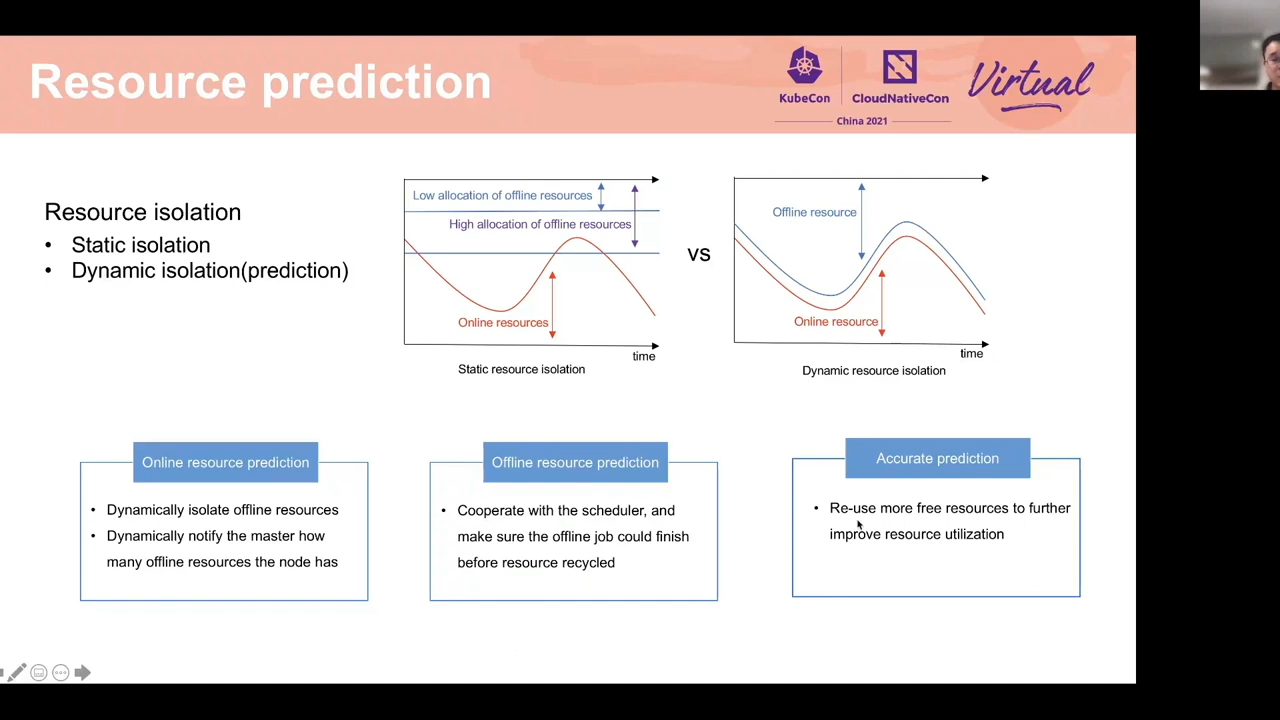 Resource prediction
KubeCon
CloudNativeCon
Virtual
China 2021
Resource isolation
• Static isolation
• Dynamic isolation(prediction)
Low allocation of offline resources
High allocation of offline resources
Online resources
time
Static resource isolation
vs
Offline resource
Online resource
time
Dynamic resource isolation
Online resource prediction
• Dynamically isolate offline resources
• Dynamically notify the master how
many offline resources the node has
Offline resource prediction
• Cooperate with the scheduler, and
make sure the offline job could finish
before resource recycled
Accurate prediction
• Re-use more free resources to further
improve resource utilization